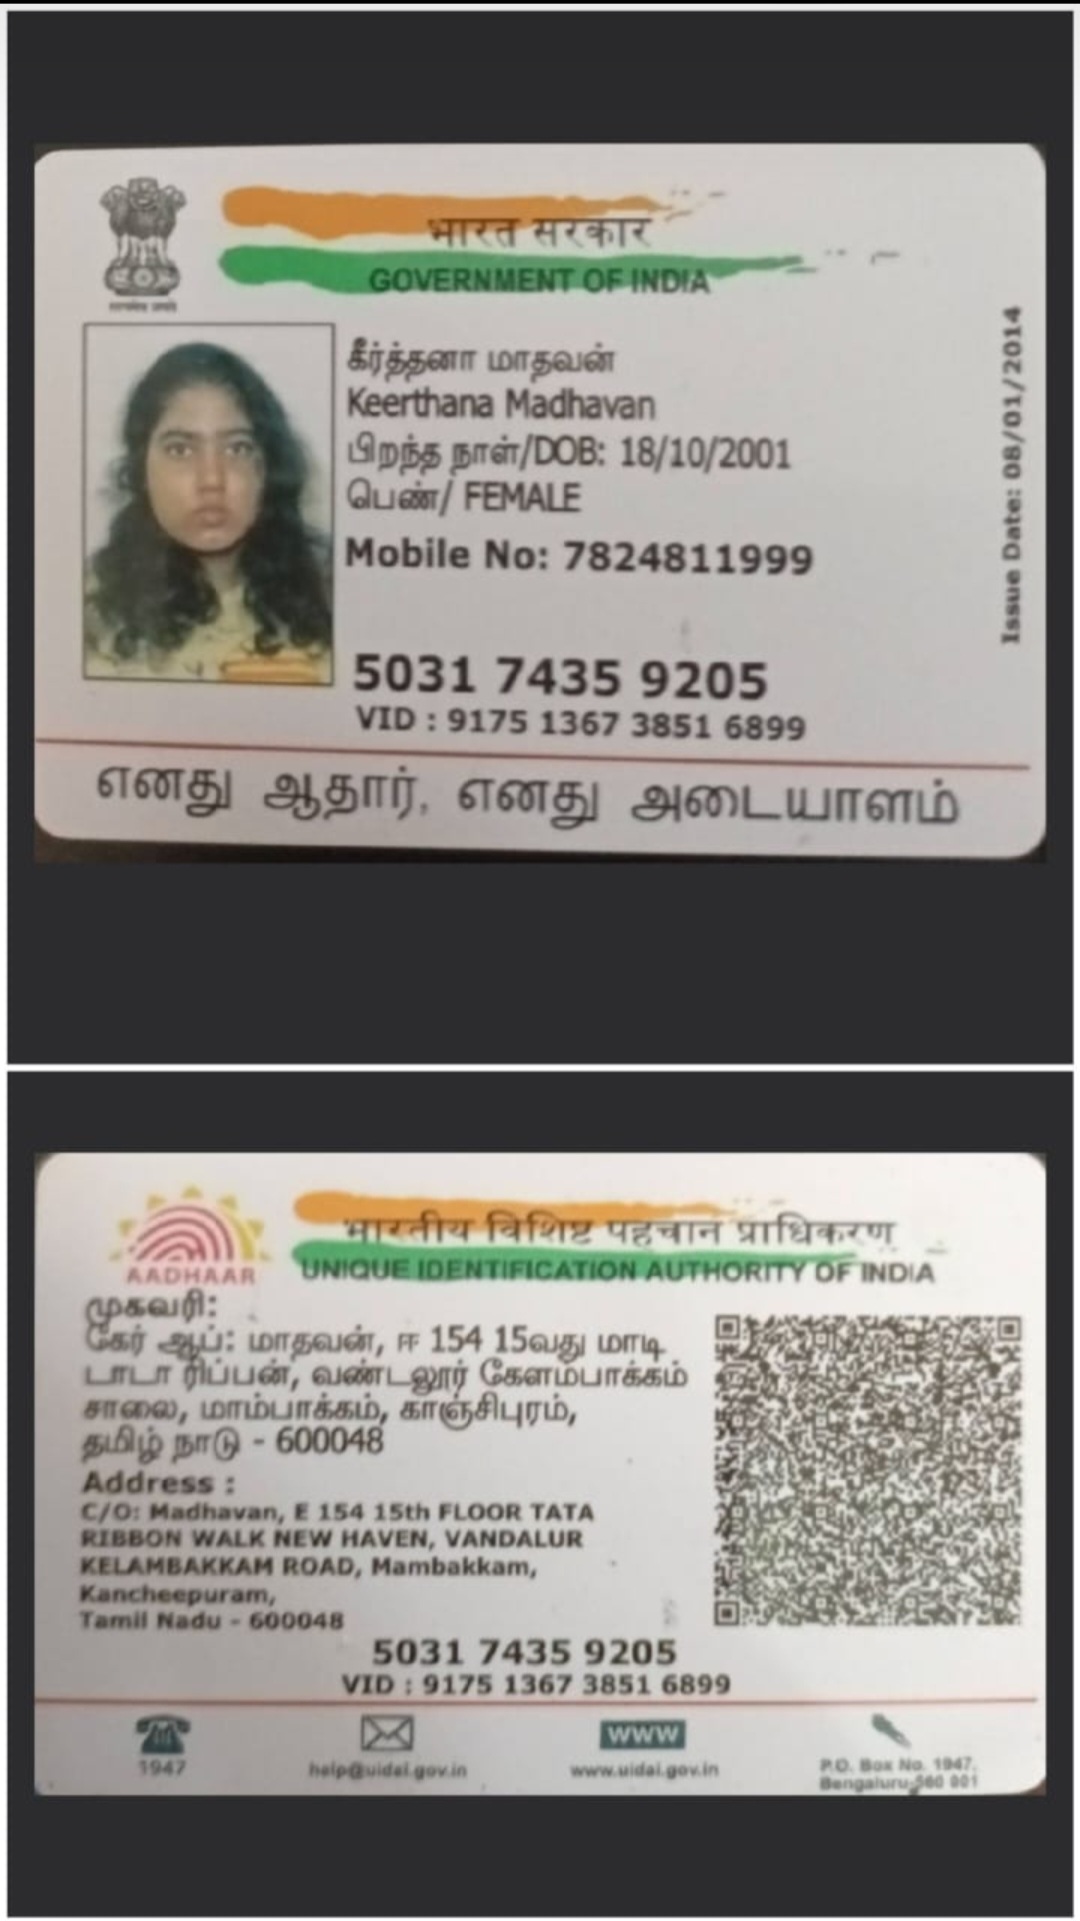 भारत सरकार
GOVERNMENT OF INDIA
கீர்த்தனா மாதவன்
Keerthana Madhavan
பிறந்த நாள்/DOB: 18/10/2001
பெண்/ FEMALE
Mobile No: 7824811999
Issue Date: 08/01/2014
5031 7435 9205
VID : 9175 1367 3851 6899
எனது ஆதார், எனது அடையாளம்
भारतीय विशिष्ट पहचान प्राधिकरण
AADHAAR
UNIQUE IDENTIFICATION AUTHORITY OF INDIA
முகவரி:
கேர் ஆப்: மாதவன், ஈ 154 15வது மாடி
டாடா ரிப்பன், வண்டலூர் கேளம்பாக்கம்
சாலை, மாம்பாக்கம், காஞ்சிபுரம்,
தமிழ் நாடு - 600048
Address :
C/O: Madhavan, E 154 15th FLOOR TATA
RIBBON WALK NEW HAVEN, VANDALUR
KELAMBAKKAM ROAD, Mambakkam,
Kancheepuram,
Tamil Nadu - 600048
5031 7435 9205
VID : 9175 1367 3851 6899
1947
help@uidai.gov.in
WWW
www.uidai.gov.in
P.O. Box No. 1947,
Bengaluru-560 001